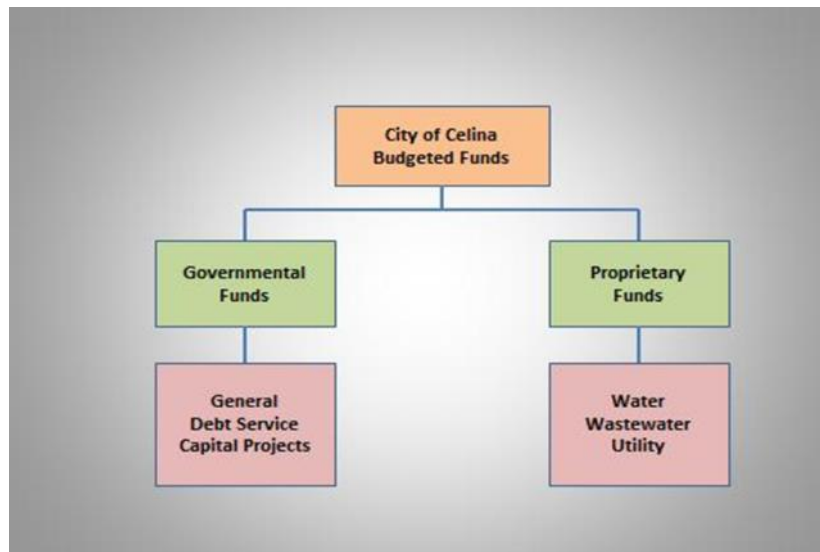 City of Celina
Budgeted Funds
Governmental
Funds
Proprietary
Funds
General
Debt Service
Capital Projects
Water
Wastewater
Utility